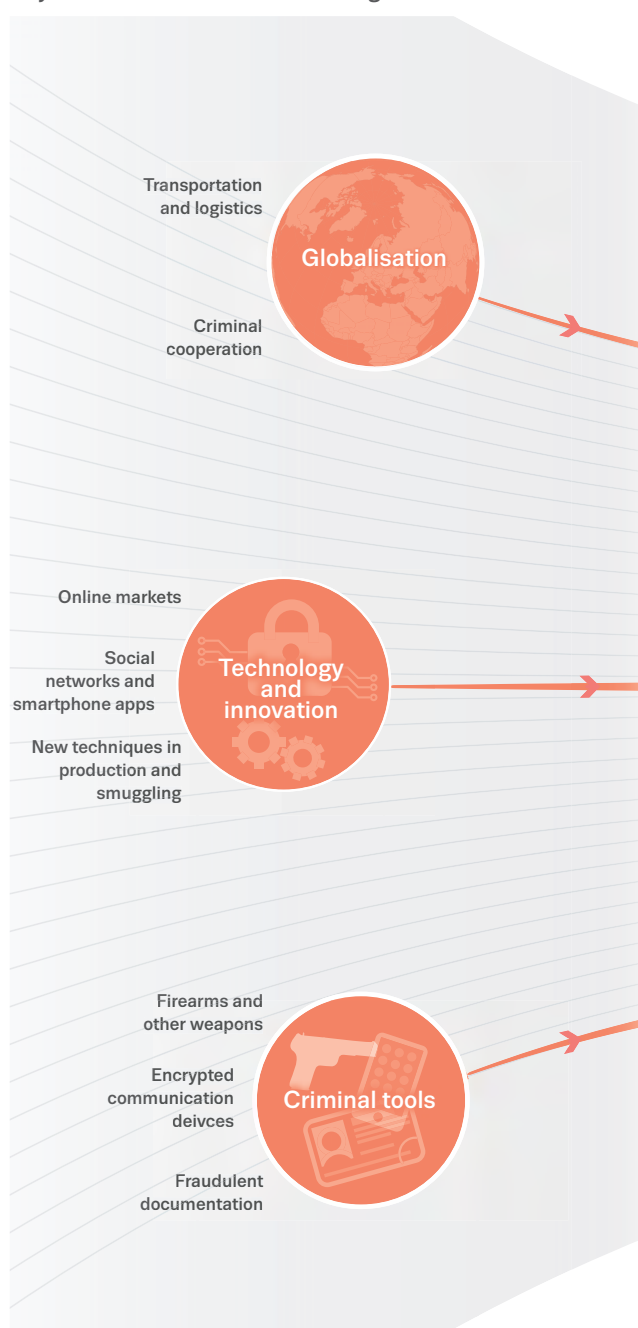 Transportation
and logistics
Globalisation
Criminal
cooperation
Online markets
Social
networks and
smartphone apps
Technology
and
innovation
New techniques in
production and
smuggling
Firearms and
other weapons
Encrypted
communication
deivces
Criminal tools
Fraudulent
documentation